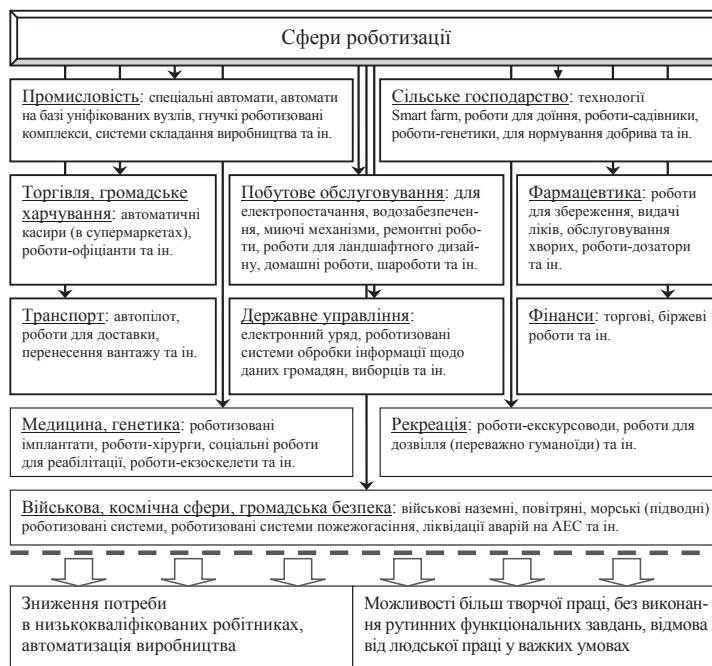 Сфери роботизації
Промисловість: спеціальні автомати, автомати
на базі уніфікованих вузлів, гнучкі роботизовані
комплекси, системи складання виробництва та ін.
Сільське господарство: технології
Smart farm, роботи для доїння, роботи-садівники,
роботи-генетики, для нормування добрива та ін.
Торгівля, громадське
харчування: автоматичні
касири (в супермаркетах),
роботи-офіціанти та ін.
Побутове обслуговування: для
електропостачання, водозабезпечен-
ня, миючі механізми, ремонтні робо-
ти, роботи для ландшафтного дизай-
ну, домашні роботи, шароботи та ін.
Фармацевтика: роботи
для збереження, видачі
ліків, обслуговування
хворих, роботи-дозатори
та ін.
Транспорт: автопілот,
роботи для доставки,
перенесення вантажу та ін.
Державне управління:
електронний уряд, роботизовані
системи обробки інформації щодо
даних громадян, виборців та ін.
Фінанси: торгові, біржеві
роботи та ін.
Медицина, генетика: роботизовані
імплантати, роботи-хірурги, соціальні роботи
для реабілітації, роботи-екзоскелети та ін.
Рекреація: роботи-екскурсоводи, роботи для
дозвілля (переважно гуманоїди) та ін.
Військова, космічна сфери, громадська безпека: військові наземні, повітряні, морські (підводні)
роботизовані системи, роботизовані системи пожежогасіння, ліквідації аварій на АЕС та ін.
Зниження потреби
в низькокваліфікованих робітниках,
автоматизація виробництва
Можливості більш творчої праці, без виконан-
ня рутинних функціональних завдань, відмова
від людської праці у важких умовах